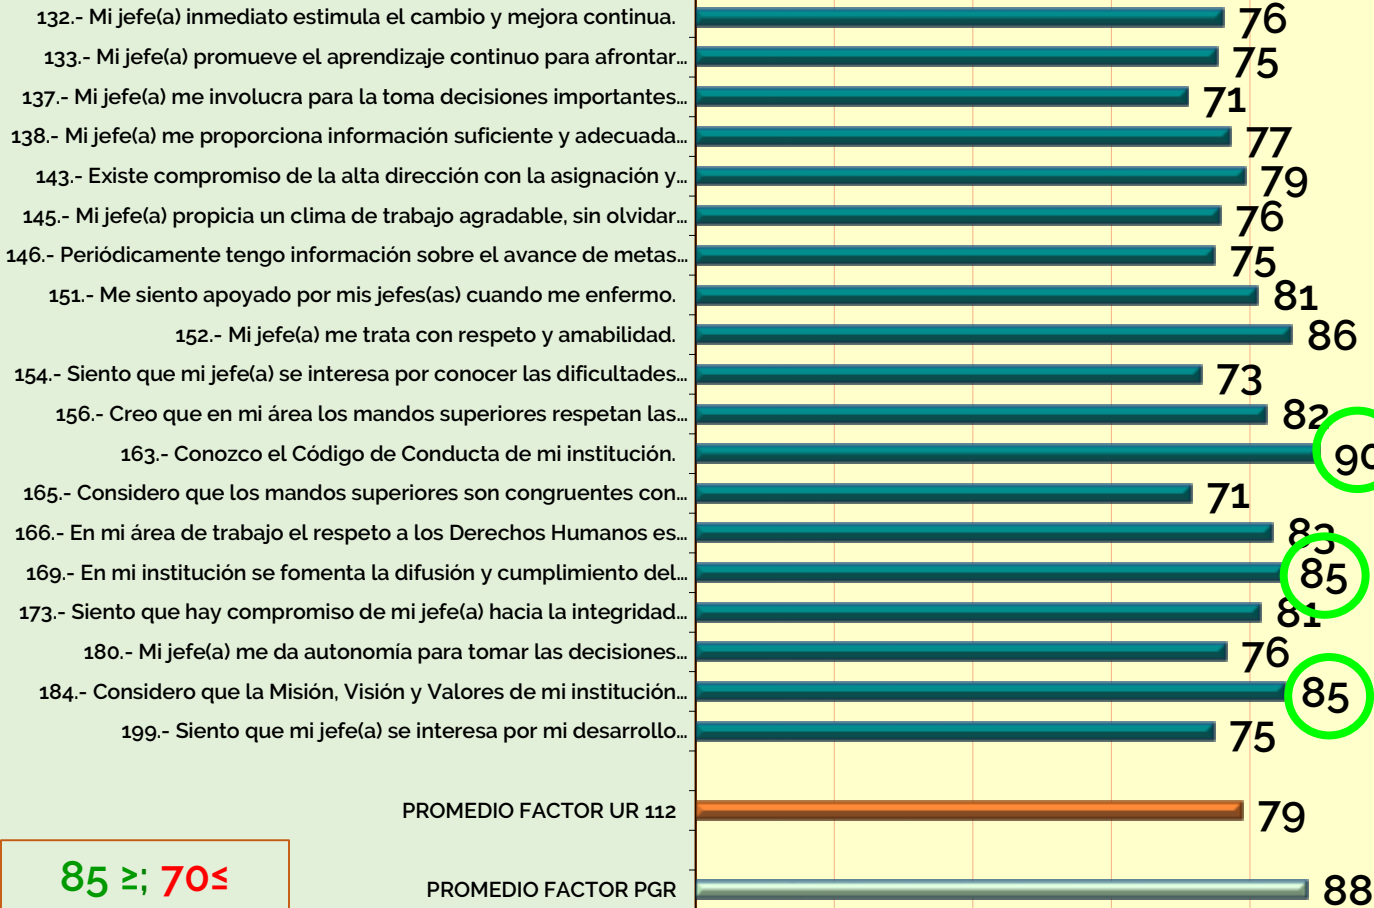 132.- Mi jefe(a) inmediato estimula el cambio y mejora continua. 76
133.- Mi jefe(a) promueve el aprendizaje continuo para afrontar… 75
137.- Mi jefe(a) me involucra para la toma decisiones importantes… 71
138.- Mi jefe(a) me proporciona información suficiente y adecuada… 77
143.- Existe compromiso de la alta dirección con la asignación y… 79
145.- Mi jefe(a) propicia un clima de trabajo agradable, sin olvidar… 76
146.- Periódicamente tengo información sobre el avance de metas… 75
151.- Me siento apoyado por mis jefes(as) cuando me enfermo. 81
152.- Mi jefe(a) me trata con respeto y amabilidad. 86
154.- Siento que mi jefe(a) se interesa por conocer las dificultades… 73
156.- Creo que en mi área los mandos superiores respetan las… 82
163.- Conozco el Código de Conducta de mi institución. 90
165.- Considero que los mandos superiores son congruentes con… 71
166.- En mi área de trabajo el respeto a los Derechos Humanos es… 83
169.- En mi institución se fomenta la difusión y cumplimiento del… 85
173.- Siento que hay compromiso de mi jefe(a) hacia la integridad… 81
180.- Mi jefe(a) me da autonomía para tomar las decisiones… 76
184.- Considero que la Misión, Visión y Valores de mi institución… 85
199.- Siento que mi jefe(a) se interesa por mi desarrollo… 75
PROMEDIO FACTOR UR 112 79
85 ≥; 70≤
PROMEDIO FACTOR PGR 88